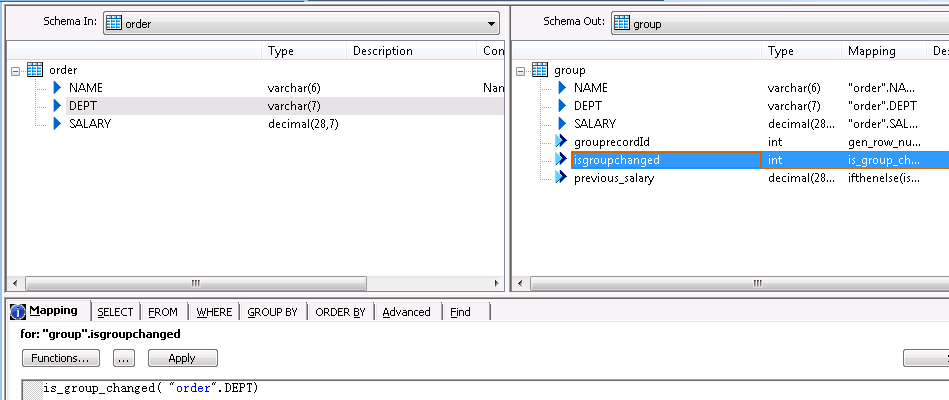 Schema In: order
Schema Out: group
Type Description Con
order
NAME varchar(6) Nan
DEPT varchar(7)
SALARY decimal(28,7)
Type Mapping De
group
NAME varchar(6) "order".NA...
DEPT varchar(7) "order".DEPT
SALARY decimal(28... "order".SAL...
grouprecordId int gen_row_nu...
isgroupchanged int is_group_ch...
previous_salary decimal(28... ifthenelse(is...
Mapping SELECT FROM WHERE GROUP BY ORDER BY Advanced Find
for: "group".isgroupchanged
Functions... ... Apply
is_group_changed( "order".DEPT)